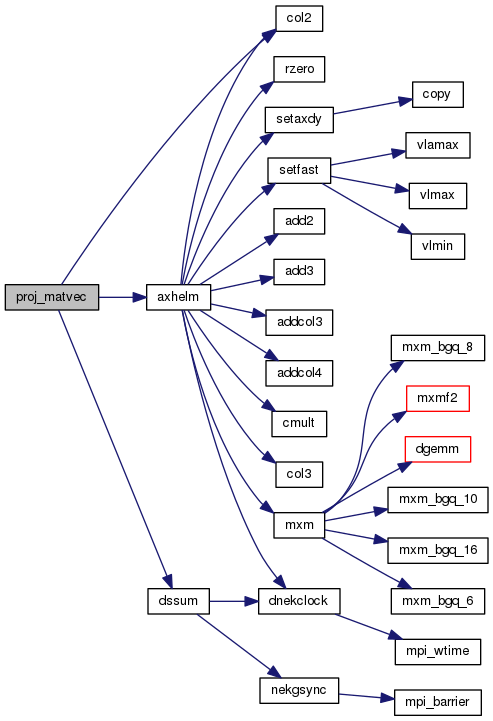 col2
rzero
copy
setaxdy
vlamax
setfast
vlmax
add2
vlmin
add3
proj_matvec
axhelm
addcol3
mxm_bgq_8
addcol4
mxmf2
cmult
dgemm
col3
mxm_bgq_10
mxm
mxm_bgq_16
dssum
dnekclock
mxm_bgq_6
mpi_wtime
nekgsync
mpi_barrier